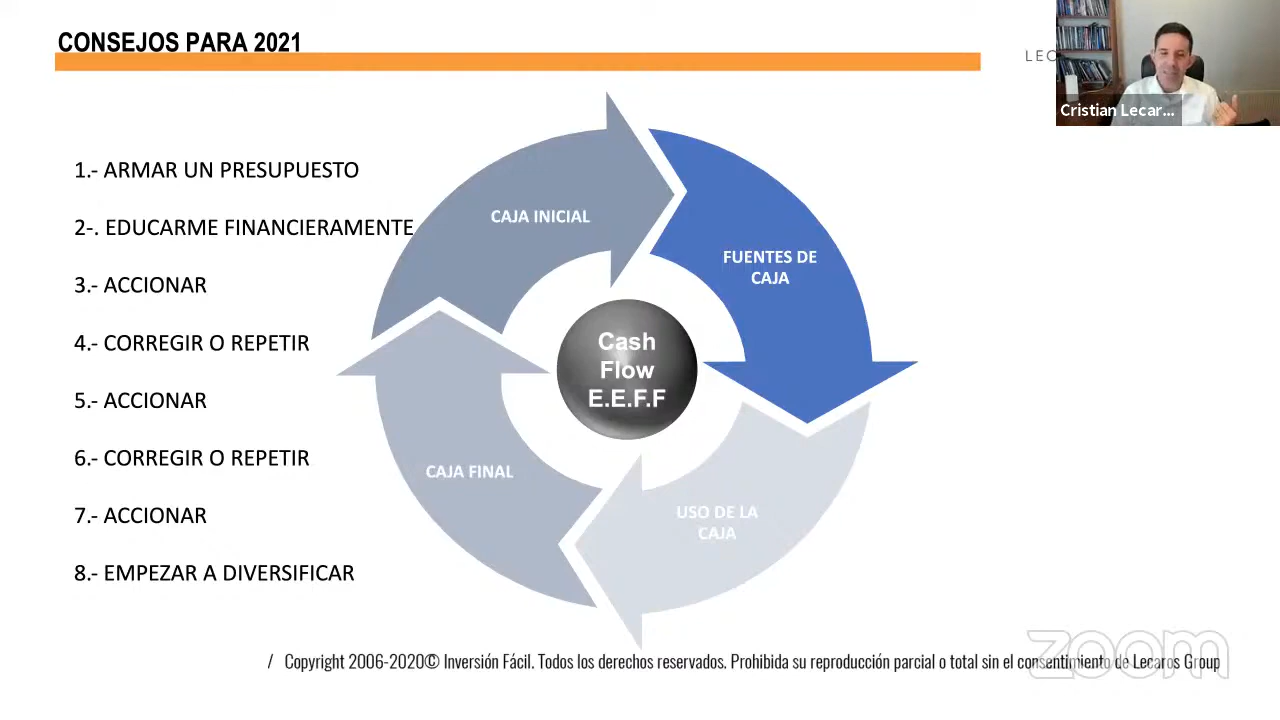 CONSEJOS PARA 2021
LEC
Cristian Lecar...
1.- ARMAR UN PRESUPUESTO
2-. EDUCARME FINANCIERAMENTE
3.- ACCIONAR
4.- CORREGIR O REPETIR
5.- ACCIONAR
6.- CORREGIR O REPETIR
7.- ACCIONAR
8.- EMPEZAR A DIVERSIFICAR
CAJA INICIAL
FUENTES DE
CAJA
Cash
Flow
E.E.F.F
CAJA FINAL
USO DE LA
CAJA
/ Copyright 2006-2020© Inversión Fácil. Todos los derechos reservados. Prohibida su reproducción parcial o total sin el consentimiento de Lecaros Group
zoom